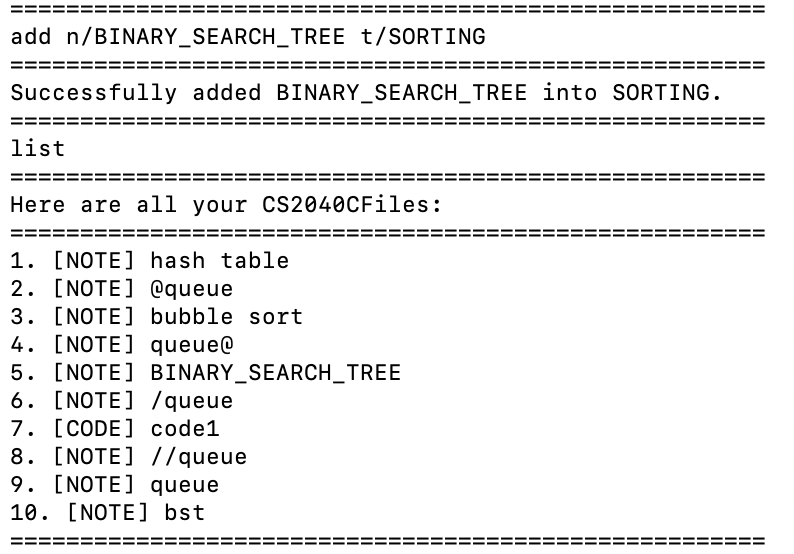 ======================================================
add n/BINARY_SEARCH_TREE t/SORTING
======================================================
Successfully added BINARY_SEARCH_TREE into SORTING.
======================================================
list
======================================================
Here are all your CS2040CFiles:
======================================================
1. [NOTE] hash table
2. [NOTE] @queue
3. [NOTE] bubble sort
4. [NOTE] queue@
5. [NOTE] BINARY_SEARCH_TREE
6. [NOTE] /queue
7. [CODE] code1
8. [NOTE] //queue
9. [NOTE] queue
10. [NOTE] bst
======================================================